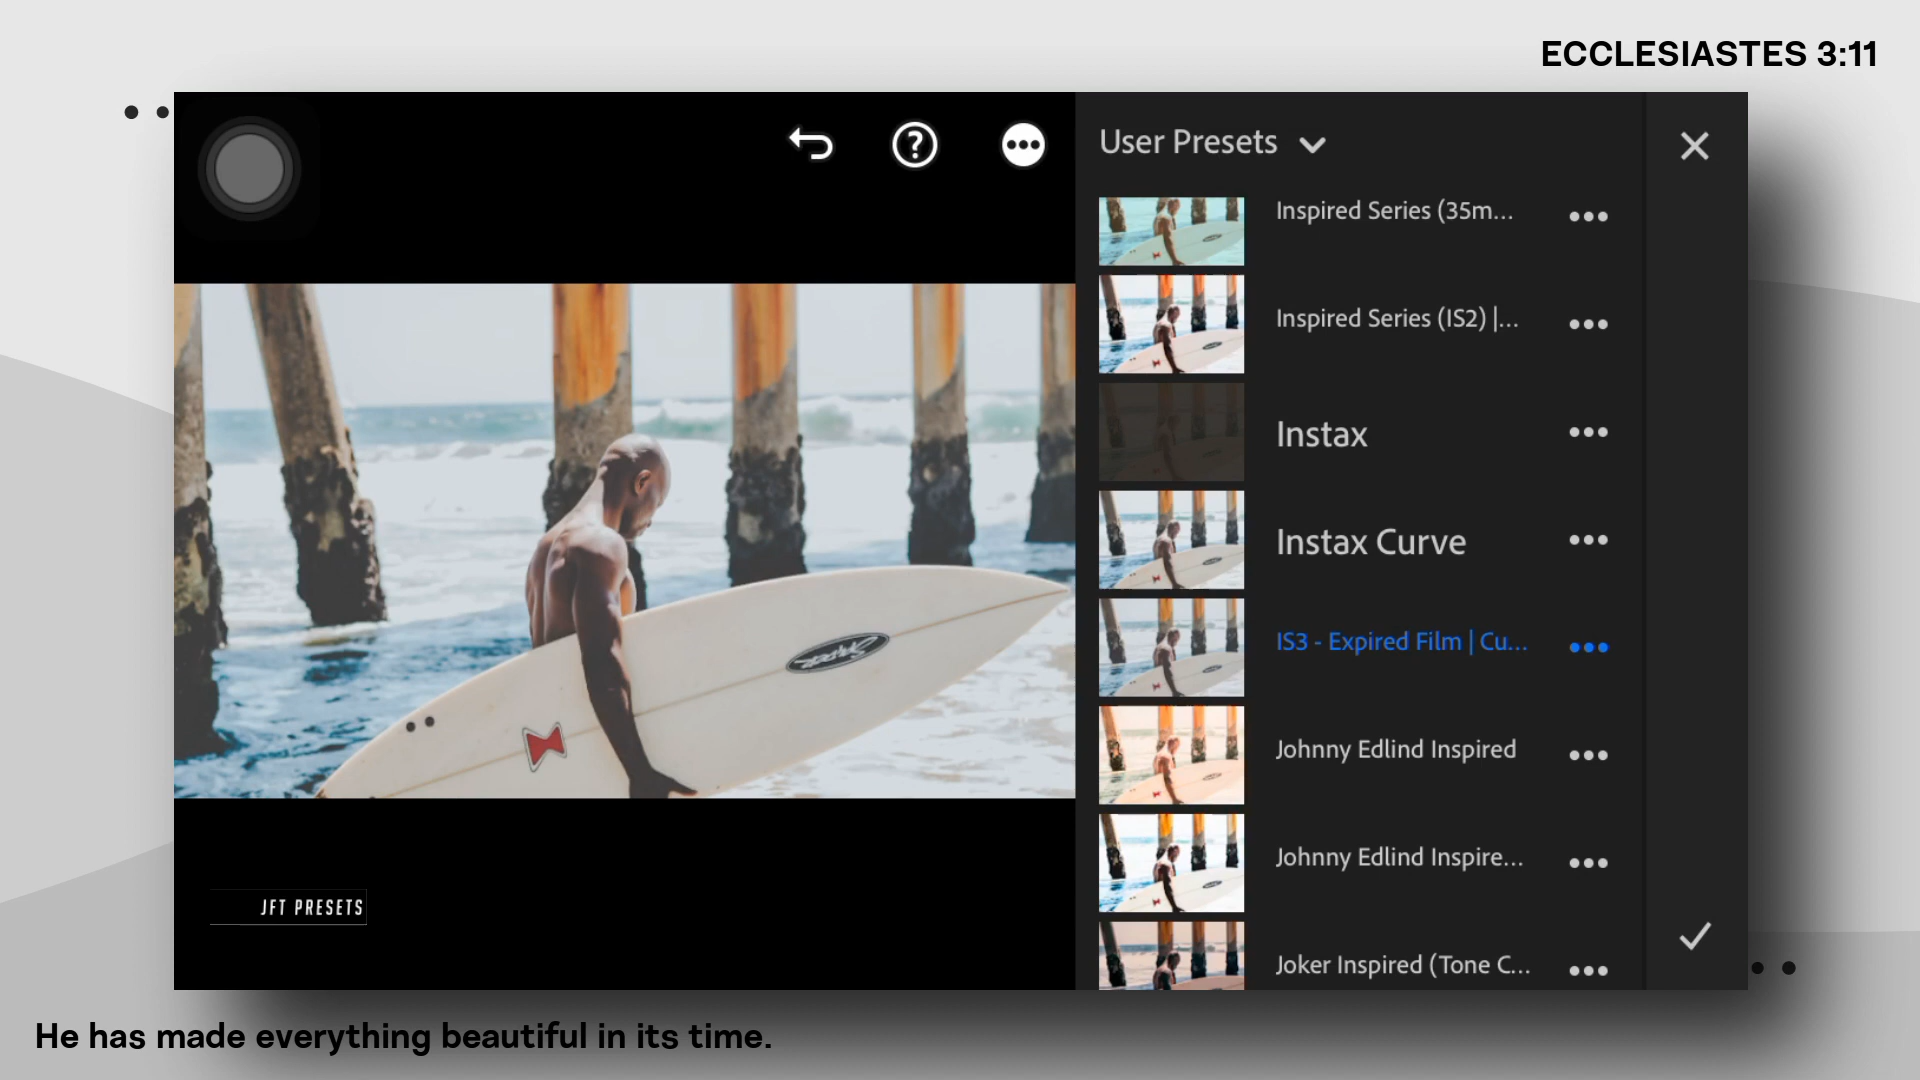 ECCLESIASTES 3:11
User Presets
Inspired Series (35m...
Inspired Series (IS2) |...
Instax
Instax Curve
IS3 - Expired Film | Cu...
Johnny Edlind Inspired
Johnny Edlind Inspire...
Joker Inspired (Tone C...
JFT PRESETS
He has made everything beautiful in its time.